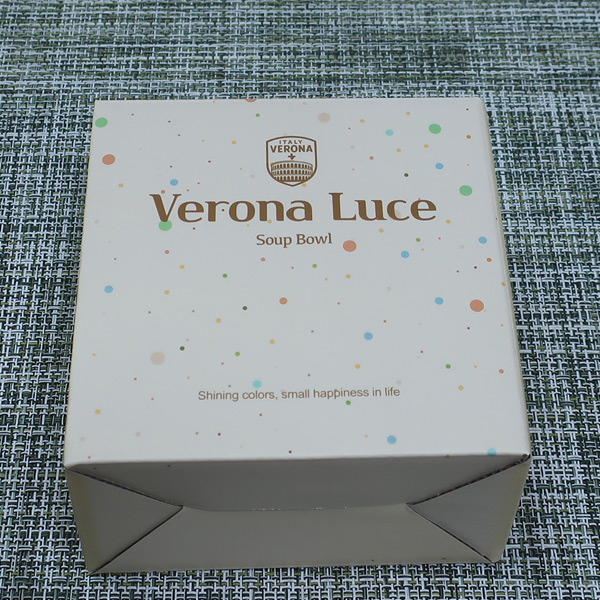 ITALY
VERONA
Verona Luce
Soup Bowl
Shining colors, small happiness in life